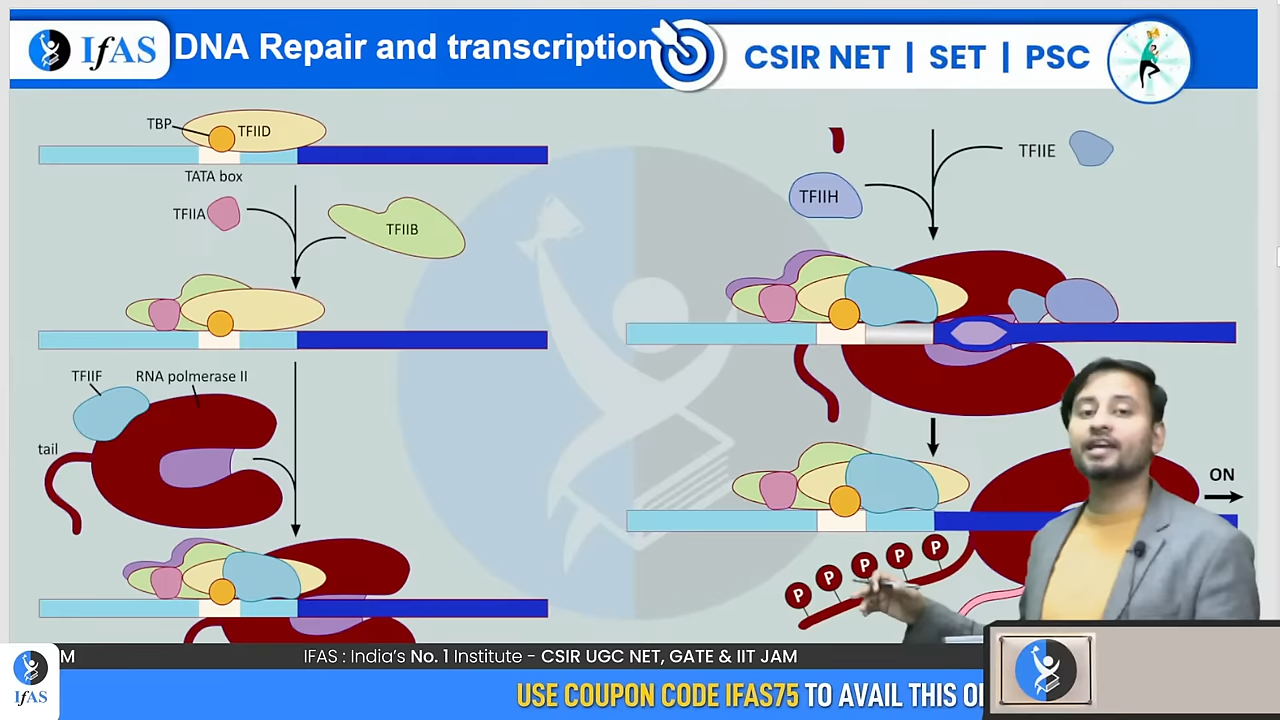 IfAS
DNA Repair and transcription
CSIR NET | SET | PSC
TBP
TFIID
TATA box
TFIIA
TFIIB
TFIIF
RNA polmerase II
tail
TFIIE
TFIIH
ON
P P P P P
M
IFAS : India's No. 1 Institute - CSIR UGC NET, GATE & IIT JAM
IfAS
USE COUPON CODE IFAS75 TO AVAIL THIS